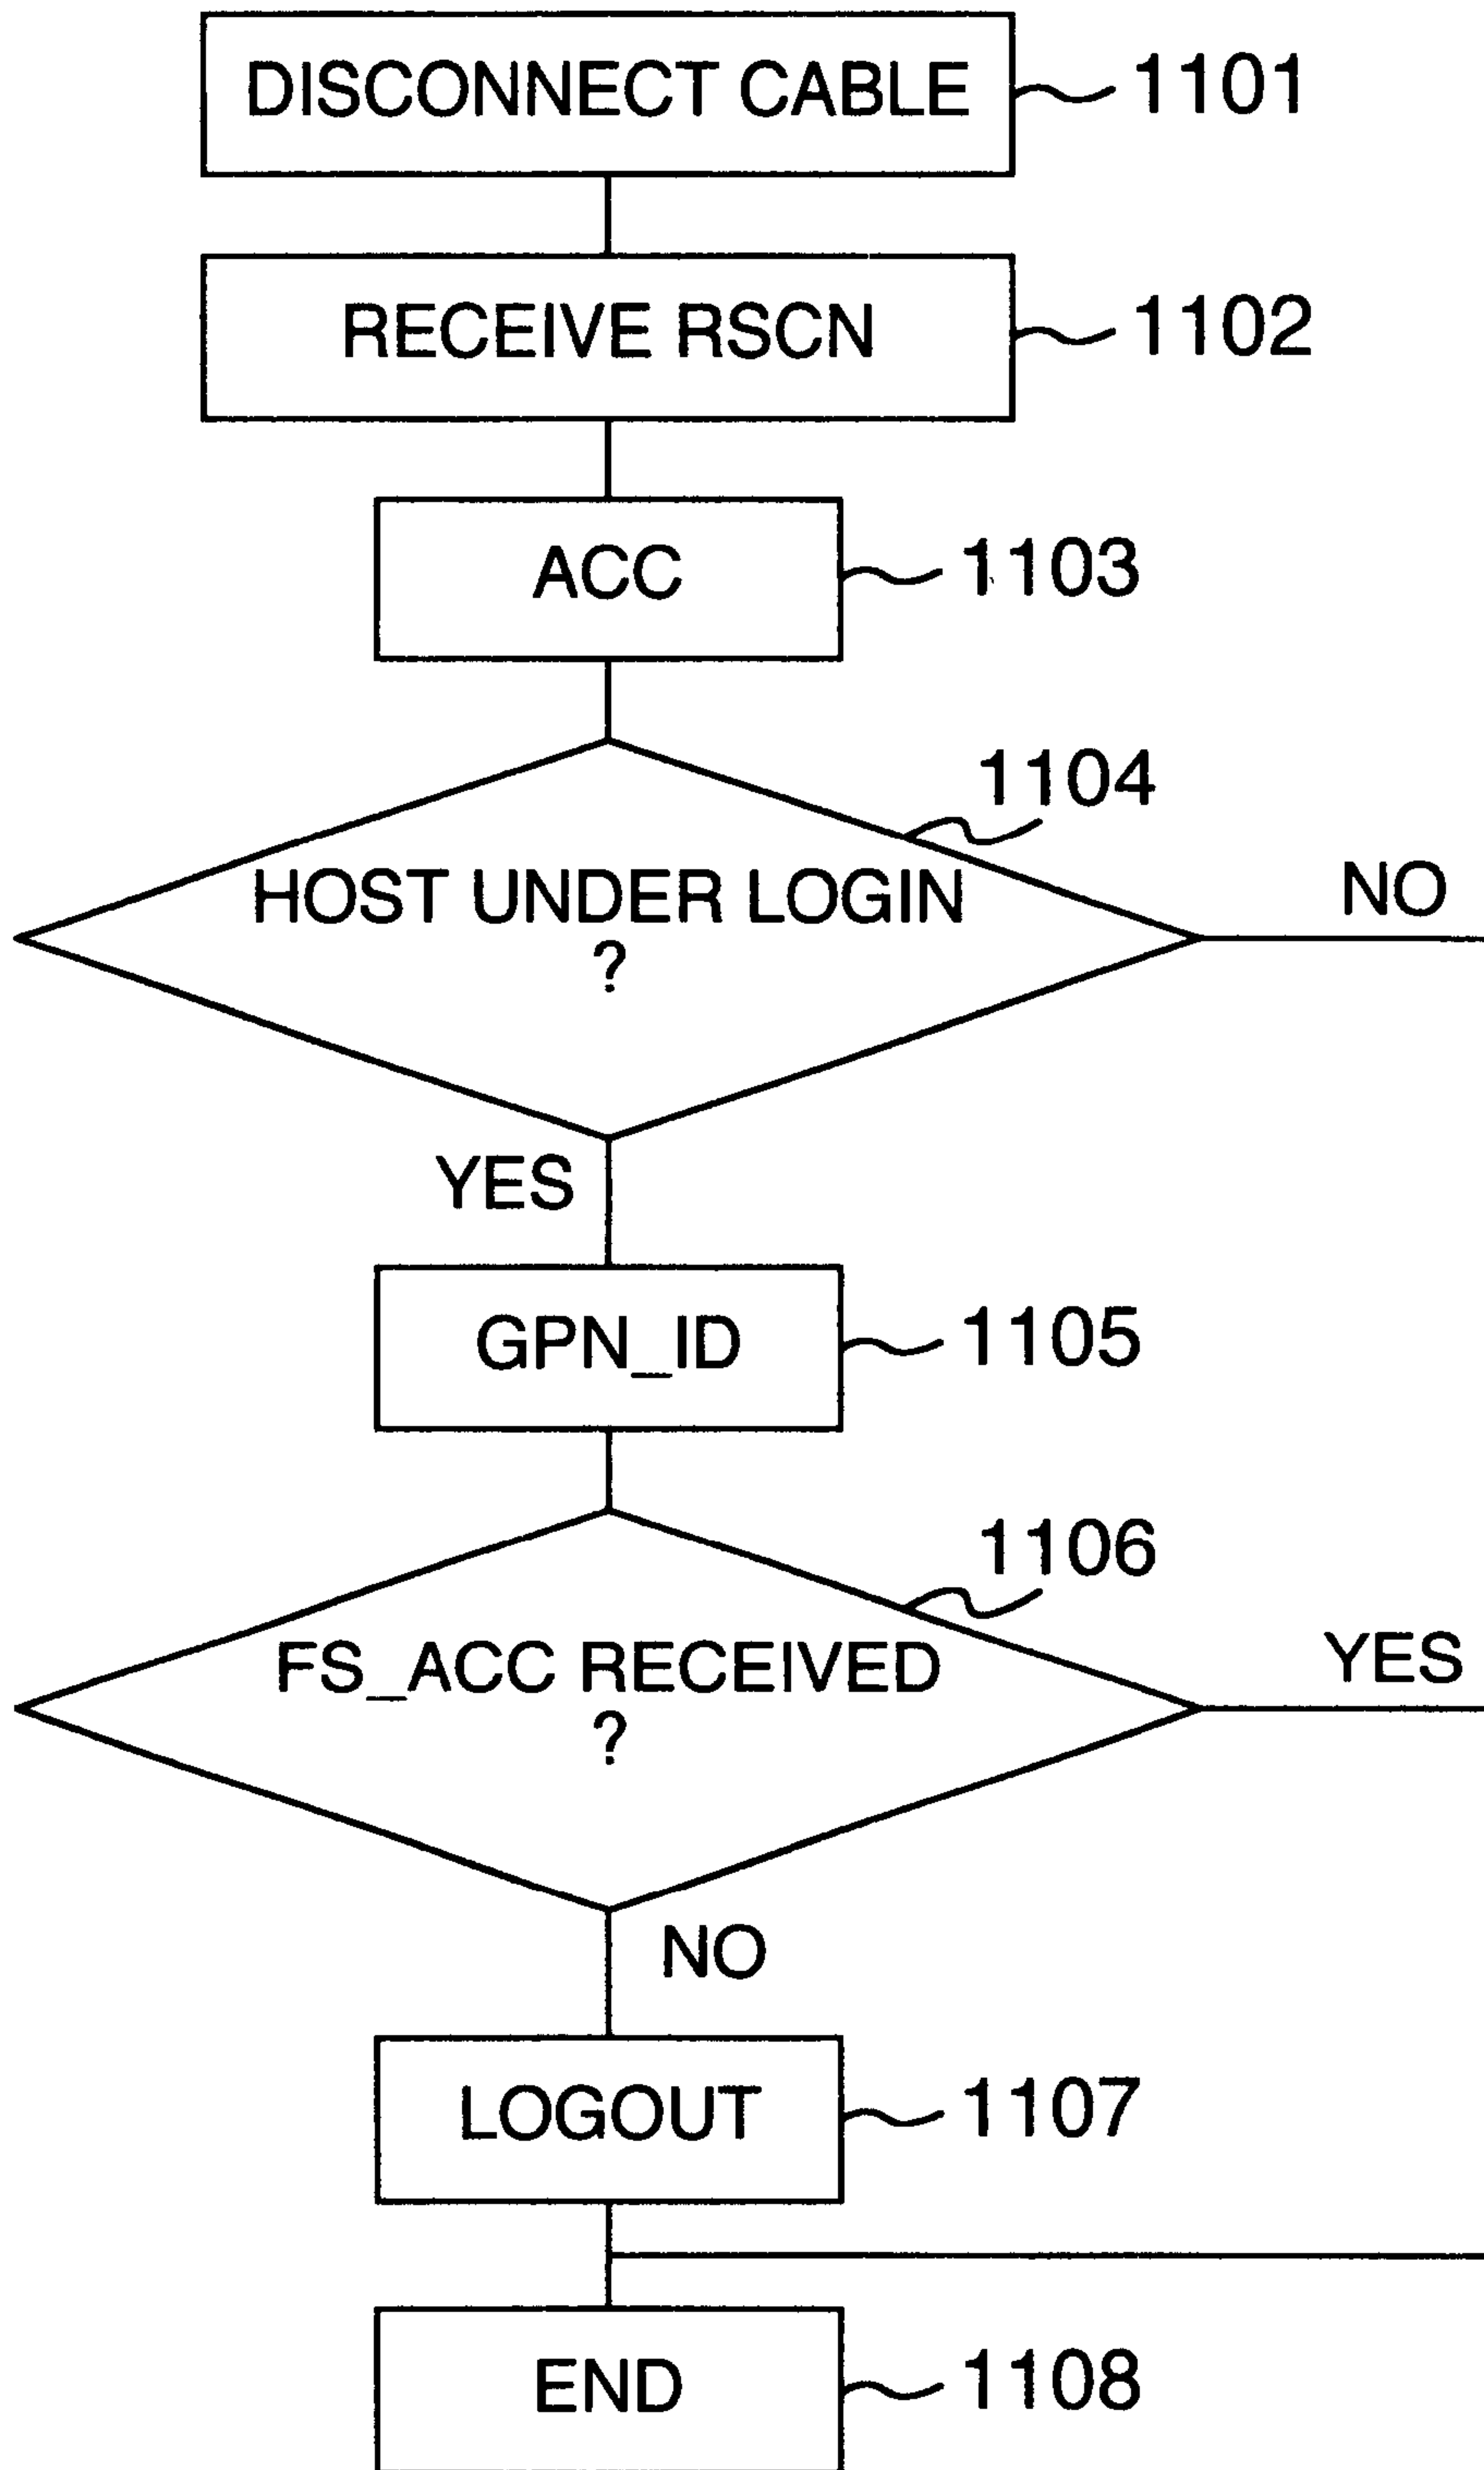 DISCONNECT CABLE
1101
RECEIVE RSCN
1102
ACC
1103
1104
HOST UNDER LOGIN
?
NO
YES
GPN_ID
1105
1106
FS_ACC RECEIVED
?
YES
NO
LOGOUT
1107
END
1108